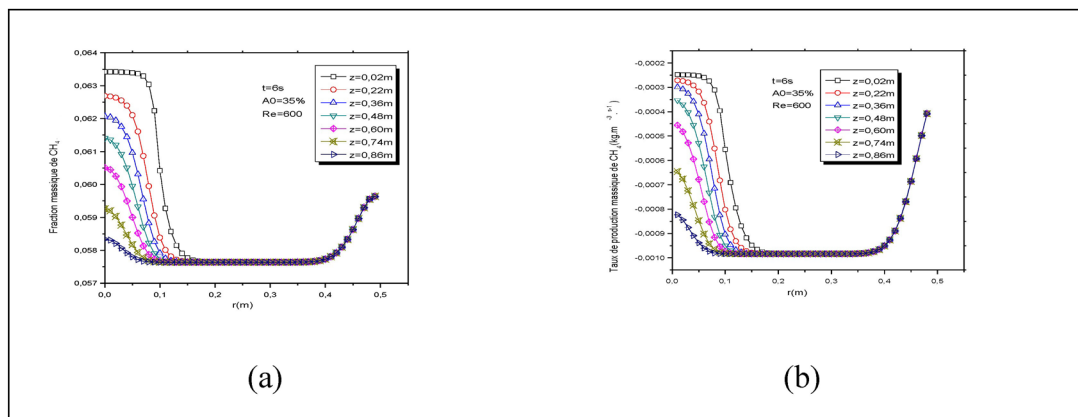 0,064
0,063
0,062
0,061
0,060
0,059
0,058
0,057
Fraction massique de CH4
t=6s
A0=35%
Re=600
z=0,02m
z=0,22m
z=0,36m
z=0,48m
z=0,60m
z=0,74m
z=0,86m
0,0 0,1 0,2 0,3 0,4 0,5
r(m)
(a)
-0,0002
-0,0003
-0,0004
-0,0005
-0,0006
-0,0007
-0,0008
-0,0009
-0,0010
Taux de production massique de CH4(kg.m-3.s-1)
t=6s
A0=35%
Re=600
z=0,02m
z=0,22m
z=0,36m
z=0,48m
z=0,60m
z=0,74m
z=0,86m
0,0 0,1 0,2 0,3 0,4 0,5
r(m)
(b)